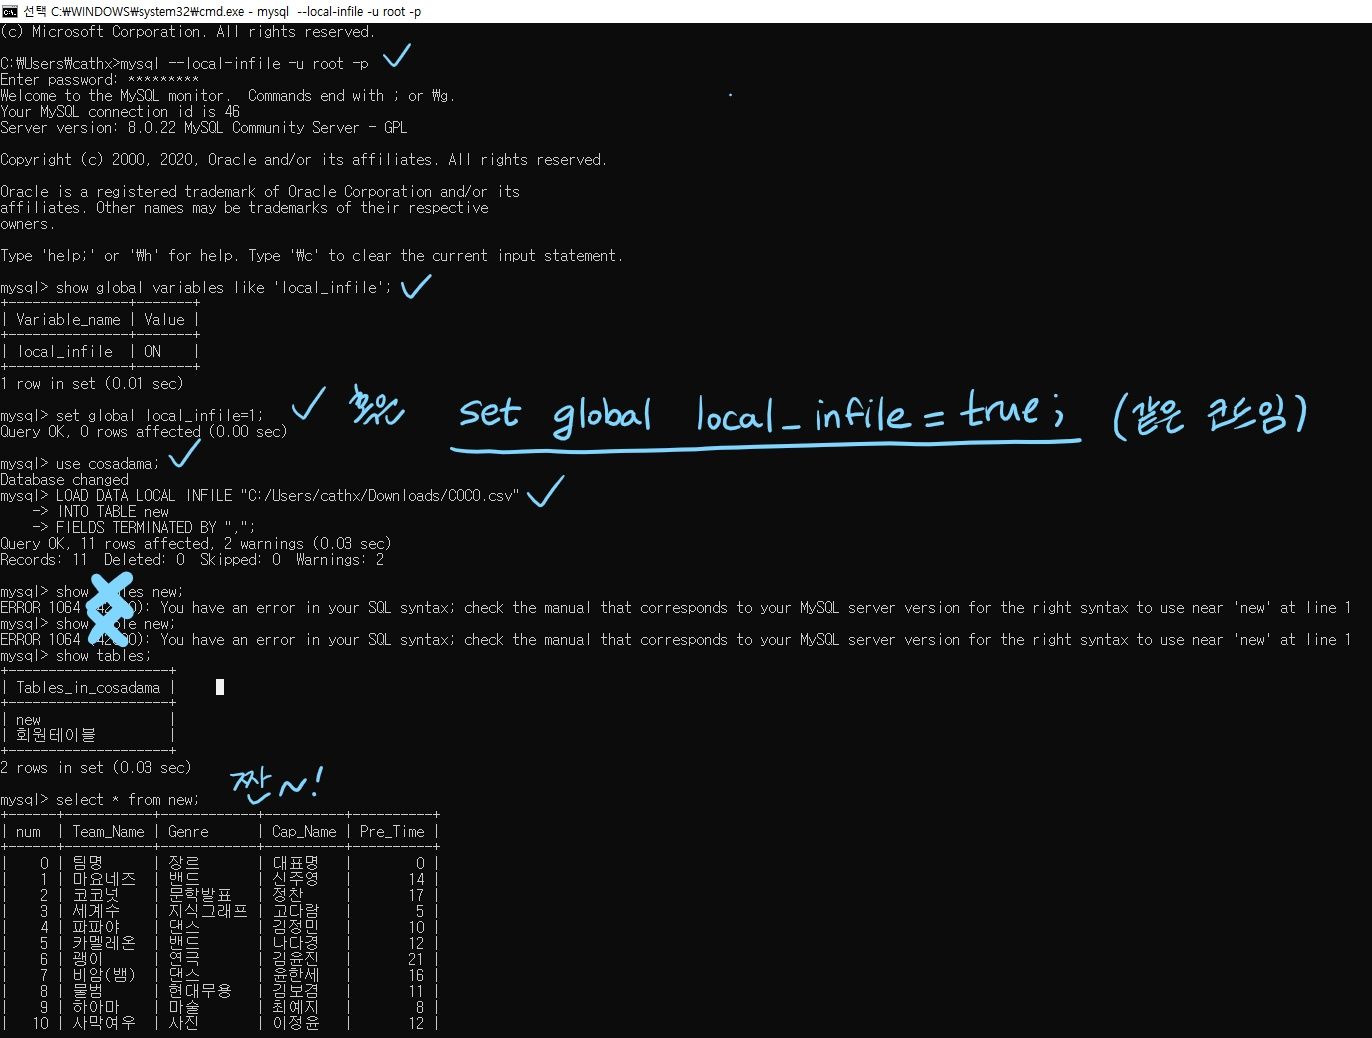 선택 C:₩WINDOWS₩system32₩cmd.exe - mysql  --local-infile -u root -p
(c) Microsoft Corporation. All rights reserved.
C:₩Users₩cathx>mysql --local-infile -u root -p
Enter password: *********
Welcome to the MySQL monitor.  Commands end with ; or ₩g.
Your MySQL connection id is 46
Server version: 8.0.22 MySQL Community Server - GPL
Copyright (c) 2000, 2020, Oracle and/or its affiliates. All rights reserved.
Oracle is a registered trademark of Oracle Corporation and/or its
affiliates. Other names may be trademarks of their respective
owners.
Type 'help;' or '₩h' for help. Type '₩c' to clear the current input statement.
mysql> show global variables like 'local_infile';
+---------------+-------+
| Variable_name | Value |
+---------------+-------+
| local_infile  | ON    |
+---------------+-------+
1 row in set (0.01 sec)
mysql> set global local_infile=1; 혹은 set global local_infile = true; (같은 코드임)
Query OK, 0 rows affected (0.00 sec)
mysql> use cosadama;
Database changed
mysql> LOAD DATA LOCAL INFILE "C:/Users/cathx/Downloads/COCO.csv"
    -> INTO TABLE new
    -> FIELDS TERMINATED BY ",";
Query OK, 11 rows affected, 2 warnings (0.03 sec)
Records: 11  Deleted: 0  Skipped: 0  Warnings: 2
mysql> show new;
ERROR 1064 : You have an error in your SQL syntax; check the manual that corresponds to your MySQL server version for the right syntax to use near 'new' at line 1
mysql> show new;
ERROR 1064 : You have an error in your SQL syntax; check the manual that corresponds to your MySQL server version for the right syntax to use near 'new' at line 1
mysql> show tables;
+--------------------+
| Tables_in_cosadama |
+--------------------+
| new                |
| 회원테이블         |
+--------------------+
2 rows in set (0.03 sec)
짠~!
mysql> select * from new;
+------+-----------+------------+----------+----------+
| num  | Team_Name | Genre      | Cap_Name | Pre_Time |
+------+-----------+------------+----------+----------+
|    0 | 팀명      | 장르       | 대표명   |        0 |
|    1 | 마요네즈  | 밴드       | 신주영   |       14 |
|    2 | 코코넛    | 문학발표   | 정찬     |       17 |
|    3 | 세계수    | 지식그래프 | 고다람   |        5 |
|    4 | 파파야    | 댄스       | 김정민   |       10 |
|    5 | 카멜레온  | 밴드       | 나다경   |       12 |
|    6 | 괭이      | 연극       | 김윤진   |       21 |
|    7 | 비암(뱀)  | 댄스       | 윤한세   |       16 |
|    8 | 물범      | 현대무용   | 김보겸   |       11 |
|    9 | 하아마    | 마술       | 최예지   |        8 |
|   10 | 사막여우  | 사진       | 이정윤   |       12 |